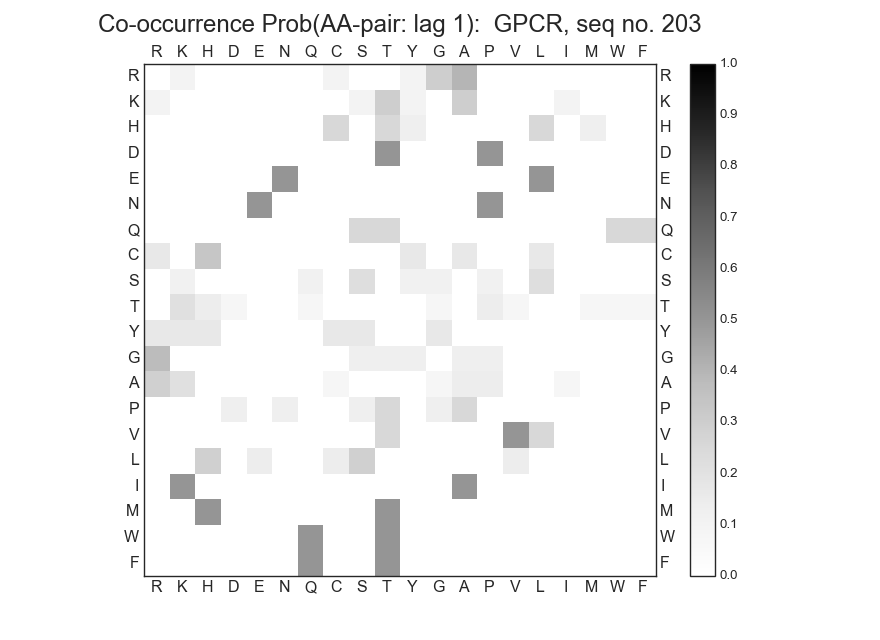 Co-occurrence Prob(AA-pair: lag 1):  GPCR, seq no. 203
R K H D E N Q C S T Y G A P V L I M W F
R R 1.0
K K 0.9
H H
D D 0.8
E E
N N 0.7
Q Q
C C 0.6
S S
T T 0.5
Y Y
G G 0.4
A A
P P 0.3
V V
L L 0.2
I I
M M 0.1
W W
F F 0.0
R K H D E N Q C S T Y G A P V L I M W F